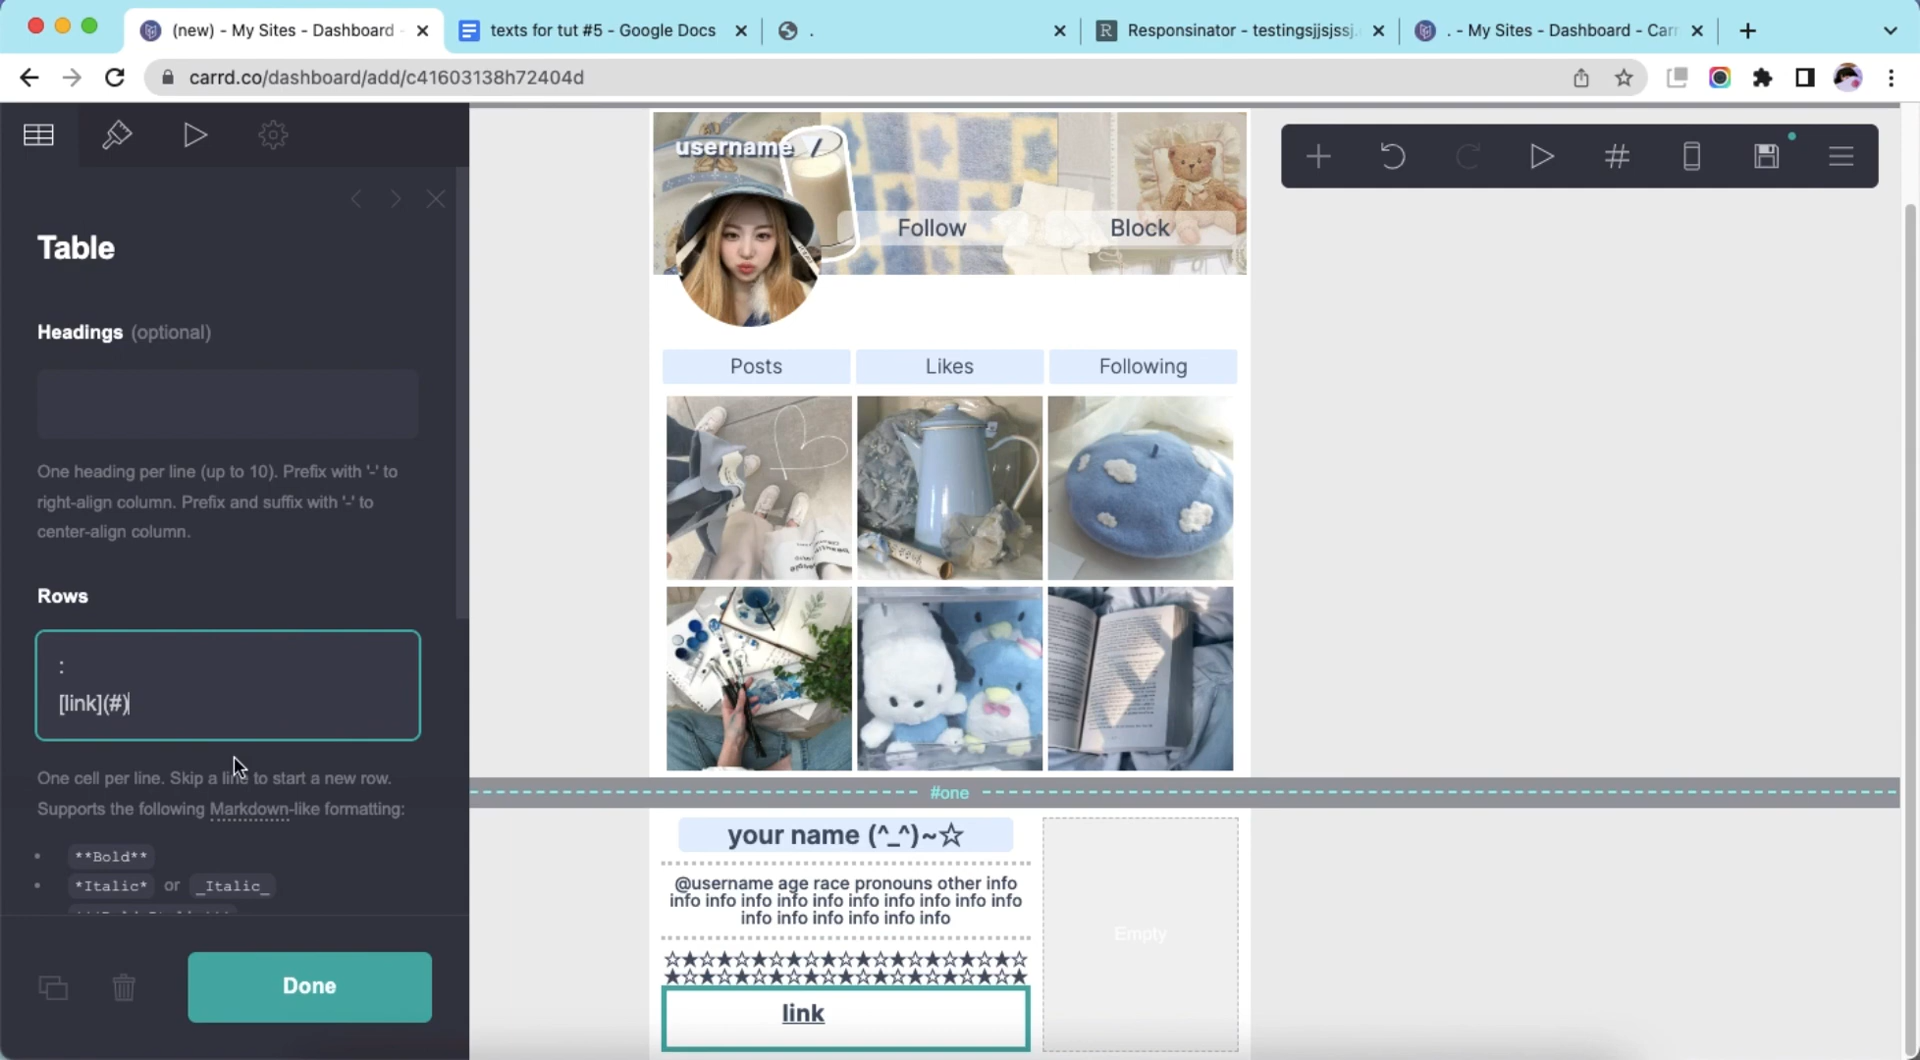 (new) - My Sites - Dashboard -
texts for tut #5 - Google Docs
.
Responsinator - testingsjjsjssj.
. - My Sites - Dashboard - Carr
carrd.co/dashboard/add/c41603138h72404d
Table
Headings (optional)
One heading per line (up to 10). Prefix with '-' to
right-align column. Prefix and suffix with '-' to
center-align column.
Rows
:
[link](#)
One cell per line. Skip a line to start a new row.
Supports the following Markdown-like formatting:
**Bold**
*Italic* or _Italic_
Done
username /
Follow
Block
Posts
Likes
Following
#one
your name (^_^)~☆
@username age race pronouns other info
info info info info info info info info info info
info info info info info info
☆★☆★☆★☆★☆★☆★☆★☆★☆★☆★☆
★☆★☆★☆★☆★☆★☆★☆★☆★☆★☆★
link
Empty